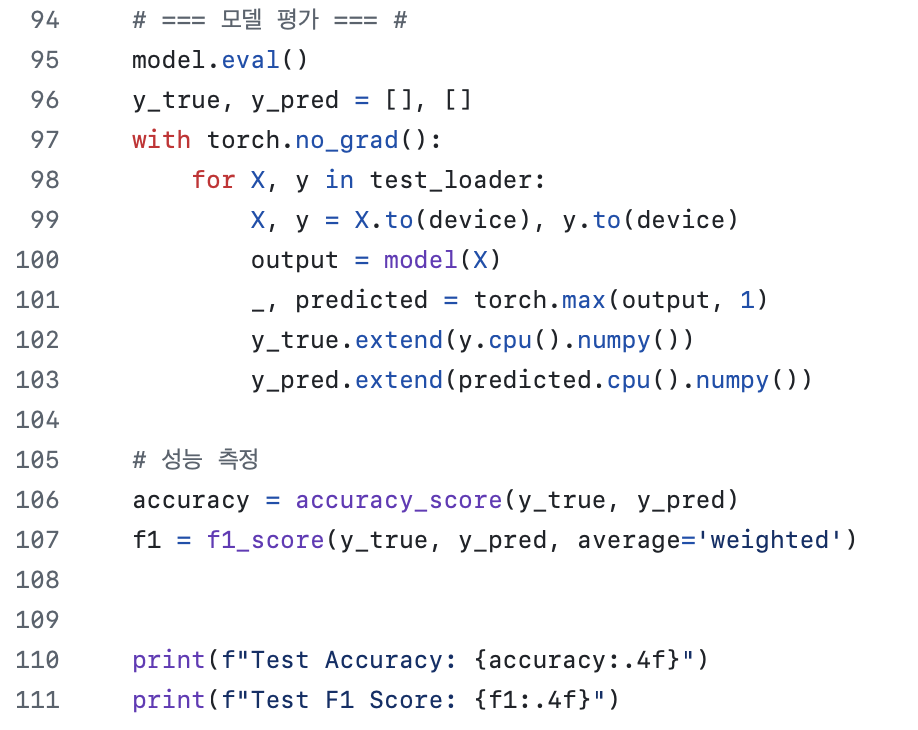 94 # === 모델 평가 === #
95 model.eval()
96 y_true, y_pred = [], []
97 with torch.no_grad():
98     for X, y in test_loader:
99         X, y = X.to(device), y.to(device)
100         output = model(X)
101         _, predicted = torch.max(output, 1)
102         y_true.extend(y.cpu().numpy())
103         y_pred.extend(predicted.cpu().numpy())
104
105 # 성능 측정
106 accuracy = accuracy_score(y_true, y_pred)
107 f1 = f1_score(y_true, y_pred, average='weighted')
108
109
110 print(f"Test Accuracy: {accuracy:.4f}")
111 print(f"Test F1 Score: {f1:.4f}")